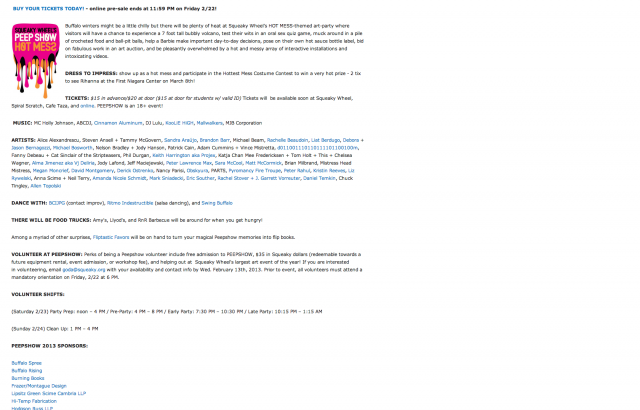 BUY YOUR TICKETS TODAY! - online pre-sale ends at 11:59 PM on Friday 2/22!
SQUEAKY WHEEL'S
PEEP SHOW
HOT MESS
Buffalo winters might be a little chilly but there will be plenty of heat at Squeaky Wheel's HOT MESS-themed art-party where
visitors will have a chance to experience a 7 foot tall bubbly volcano, test their wits in an oral sex quiz game, muck around in a pile
of crocheted food and ball-pit balls, help a Barbie make important day-to-day decisions, pose on their own hot sauce bottle label, bid
on fabulous work in an art auction, and be pleasantly overwhelmed by a hot and messy array of interactive installations and
intoxicating videos.
DRESS TO IMPRESS: show up as a hot mess and participate in the Hottest Mess Costume Contest to win a very hot prize - 2 tix
to see Rihanna at the First Niagara Center on March 8th!
TICKETS: $15 in advance/$20 at door ($15 at door for students w/ valid ID) Tickets will be available soon at Squeaky Wheel,
Spiral Scratch, Cafe Taza, and online. PEEPSHOW is an 18+ event!
MUSIC: MC Holly Johnson, ABCDJ, Cinnamon Aluminum, DJ Lulu, KooLiE HIGH, Mallwalkers, MJB Corporation
ARTISTS: Alice Alexandrescu, Steven Ansell + Tammy McGovern, Sandra Araújo, Brandon Barr, Michael Beam, Rachelle Beaudoin, Liat Berdugo, Debora +
Jason Bernagozzi, Michael Bosworth, Nelson Bradley + Jody Hanson, Patrick Cain, Adam Cummins + Vince Mistretta,
Fanny Debeau + Cat Sinclair of the Stripteasers, Phil Durgan, Keith Harrington aka Projex, Katja Chan Mee Fredericksen + Tom Holt + This + Chelsea
Wagner, Alma Jimenez aka Vj Delria, Jody Lafond, Jeff Maciejewski, Peter Lawrence Max, Sara McCool, Matt McCormick, Brian Milbrand, Mistress Head
Mistress, Megan Moncrief, David Montgomery, Derick Ostrenko, Nancy Parisi, Obskyura, PARTS, Pyromancy Fire Troupe, Peter Rahul, Kristin Reeves, Liz
Rywelski, Anna Scime + Neil Terry, Amanda Nicole Schmidt, Mark Snadecki, Eric Souther, Rachel Stover + J. Garrett Vorreuter, Daniel Temkin, Chuck
Tingley, Allen Topolski
DANCE WITH: BCIJPG (contact improv), Ritmo Indestructible (salsa dancing), and Swing Buffalo
THERE WILL BE FOOD TRUCKS: Amy's, Llyod's, and RnR Barbecue will be around for when you get hungry!
Among a myriad of other surprises, Fliptastic Favors will be on hand to turn your magical Peepshow memories into flip books.
VOLUNTEER AT PEEPSHOW: Perks of being a Peepshow volunteer include free admission to PEEPSHOW, $35 in Squeaky dollars (redeemable towards a
future equipment rental, event admission, or workshop fee), and helping out at Squeaky Wheel's largest art event of the year! If you are interested
in volunteering, email goda@squeaky.org with your availability and contact info by Wed. February 13th, 2013. Prior to event, all volunteers must attend a
mandatory orientation on Friday, 2/22 at 6 PM.
VOLUNTEER SHIFTS:
(Saturday 2/23) Party Prep: noon – 4 PM / Pre-Party: 4 PM – 8 PM / Early Party: 7:30 PM – 10:30 PM / Late Party: 10:15 PM – 1:15 AM
(Sunday 2/24) Clean Up: 1 PM – 4 PM
PEEPSHOW 2013 SPONSORS:
Buffalo Spree
Buffalo Rising
Burning Books
Fraser/Montague Design
Lipsitz Green Scime Cambria LLP
Hi-Temp Fabrication
Hodgson Russ LLP